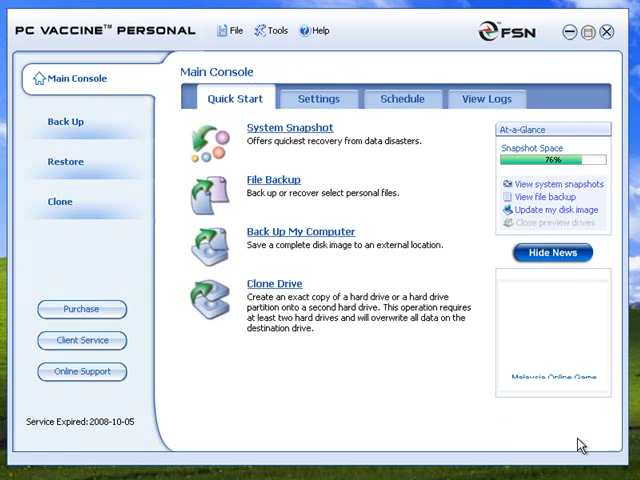 PC VACCINE™ PERSONAL
File
Tools
Help
FSN
Main Console
Back Up
Restore
Clone
Purchase
Client Service
Online Support
Service Expired:2008-10-05
Main Console
Quick Start
Settings
Schedule
View Logs
System Snapshot
Offers quickest recovery from data disasters.
File Backup
Back up or recover select personal files.
Back Up My Computer
Save a complete disk image to an external location.
Clone Drive
Create an exact copy of a hard drive or a hard drive
partition onto a second hard drive. This operation requires
at least two hard drives and will overwrite all data on the
destination drive.
At-a-Glance
Snapshot Space
76%
View system snapshots
View file backup
Update my disk image
Close preview drives
Hide News
Malaysia Online Game